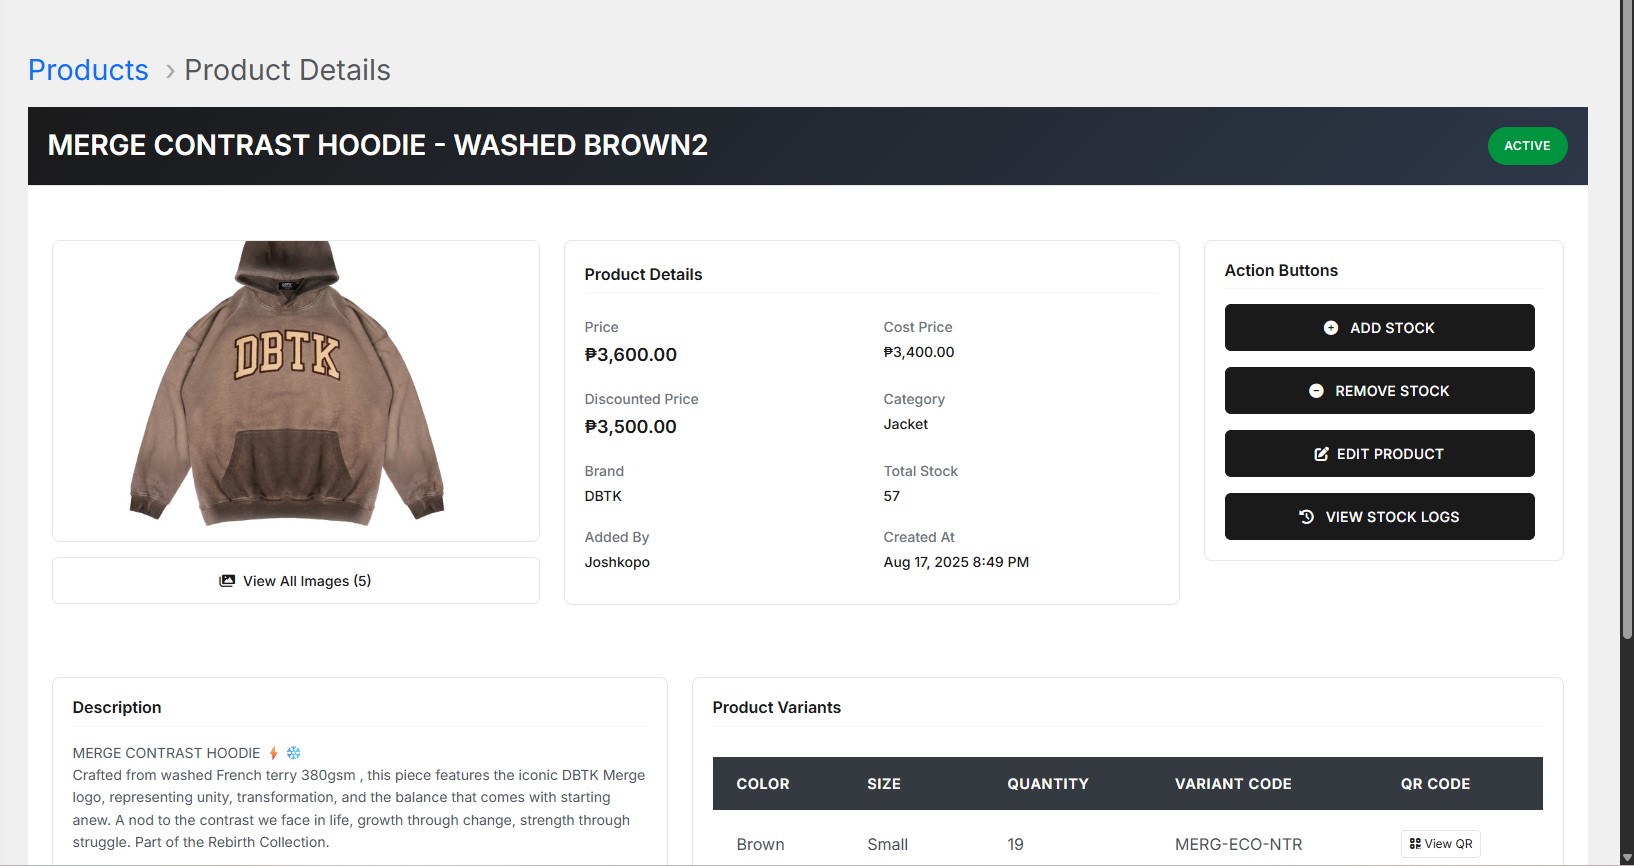 Products › Product Details
MERGE CONTRAST HOODIE - WASHED BROWN2
ACTIVE
DBTK
View All Images (5)
Product Details
Price
₱3,600.00
Cost Price
₱3,400.00
Discounted Price
₱3,500.00
Category
Jacket
Brand
DBTK
Total Stock
57
Added By
Joshkopo
Created At
Aug 17, 2025 8:49 PM
Action Buttons
ADD STOCK
REMOVE STOCK
EDIT PRODUCT
VIEW STOCK LOGS
Description
MERGE CONTRAST HOODIE ⚡ ❄️
Crafted from washed French terry 380gsm , this piece features the iconic DBTK Merge
logo, representing unity, transformation, and the balance that comes with starting
anew. A nod to the contrast we face in life, growth through change, strength through
struggle. Part of the Rebirth Collection.
Product Variants
COLOR SIZE QUANTITY VARIANT CODE QR CODE
Brown Small 19 MERG-ECO-NTR View QR